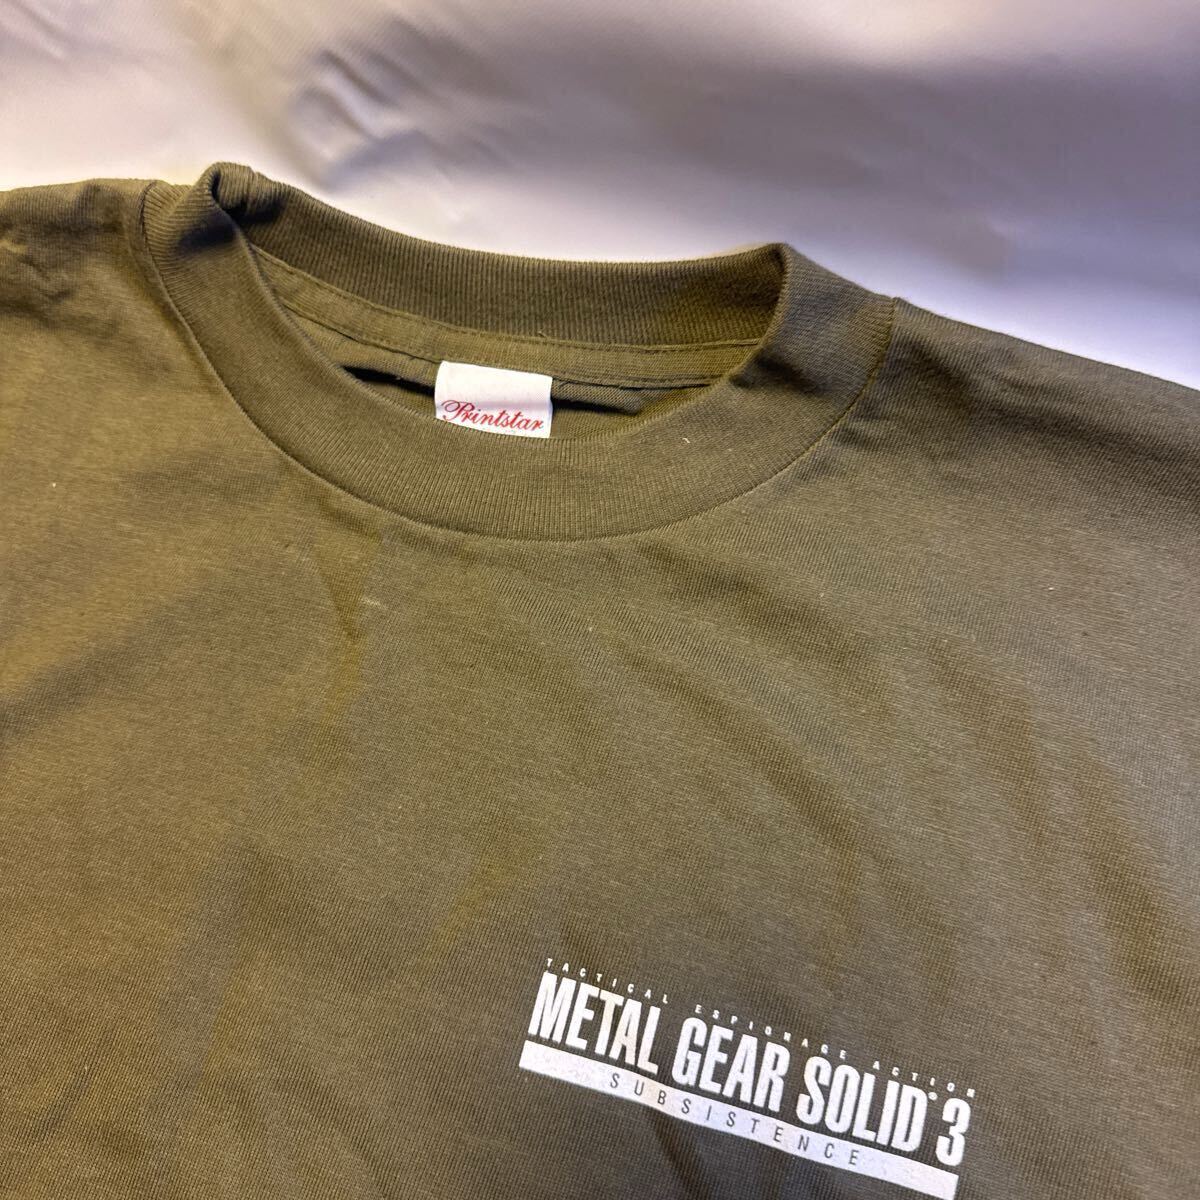 Printstar
TACTICAL ESPIONAGE ACTION
METAL GEAR SOLID® 3
SUBSISTENCE